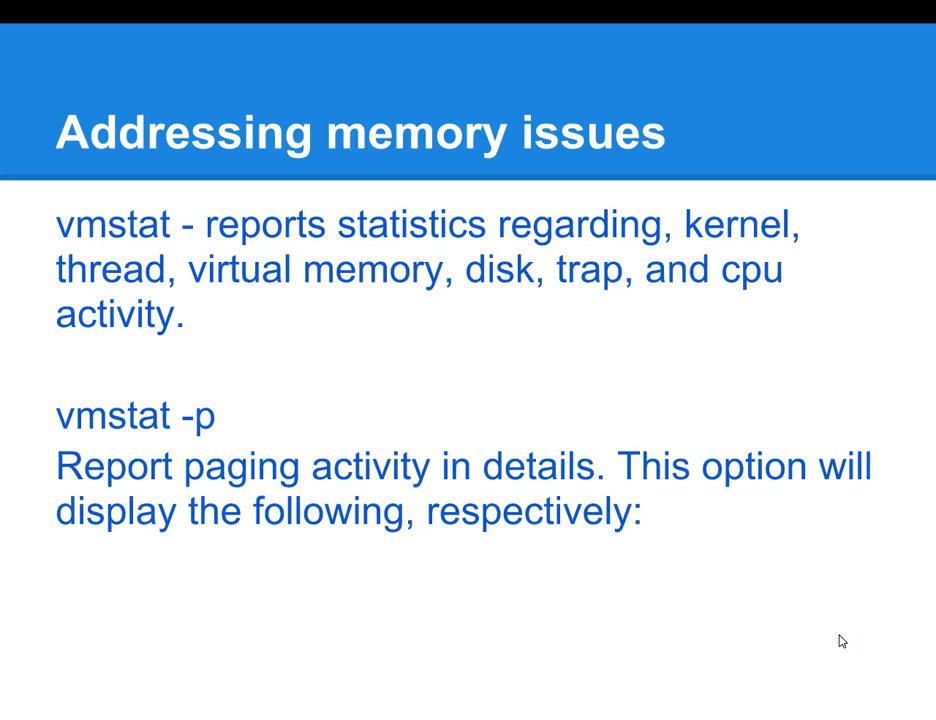 Addressing memory issues
vmstat - reports statistics regarding, kernel,
thread, virtual memory, disk, trap, and cpu
activity.
vmstat -p
Report paging activity in details. This option will
display the following, respectively: